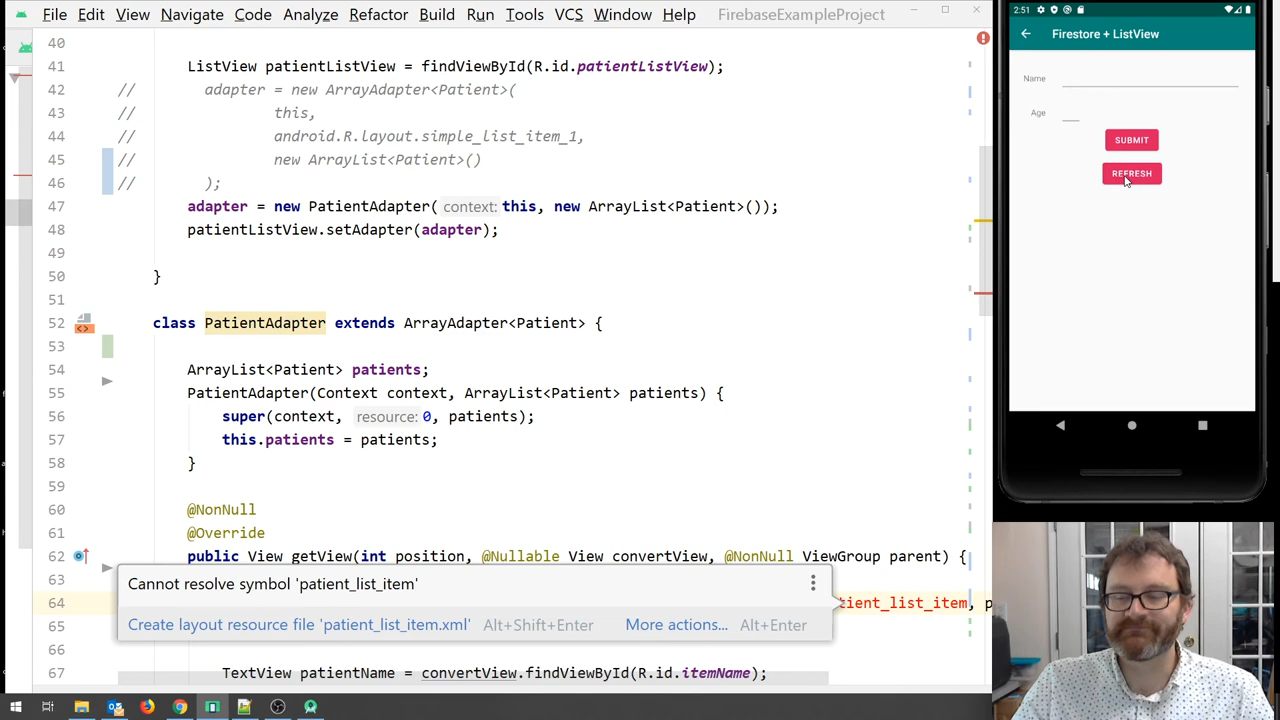 File Edit View Navigate Code Analyze Refactor Build Run Tools VCS Window Help FirebaseExampleProject
40
41 ListView patientListView = findViewById(R.id.patientListView);
42 // adapter = new ArrayAdapter<Patient>(
43 // this,
44 // android.R.layout.simple_list_item_1,
45 // new ArrayList<Patient>()
46 // );
47 adapter = new PatientAdapter( context: this, new ArrayList<Patient>());
48 patientListView.setAdapter(adapter);
49
50 }
51
52 class PatientAdapter extends ArrayAdapter<Patient> {
53
54 ArrayList<Patient> patients;
55 PatientAdapter(Context context, ArrayList<Patient> patients) {
56 super(context, resource: 0, patients);
57 this.patients = patients;
58 }
59
60 @NonNull
61 @Override
62 public View getView(int position, @Nullable View convertView, @NonNull ViewGroup parent) {
63
Cannot resolve symbol 'patient_list_item'
64 tient_list_item, p
Create layout resource file 'patient_list_item.xml' Alt+Shift+Enter More actions... Alt+Enter
65
66
67 TextView patientName = convertView.findViewById(R.id.itemName);
2:51
Firestore + ListView
Name
Age
SUBMIT
REFRESH